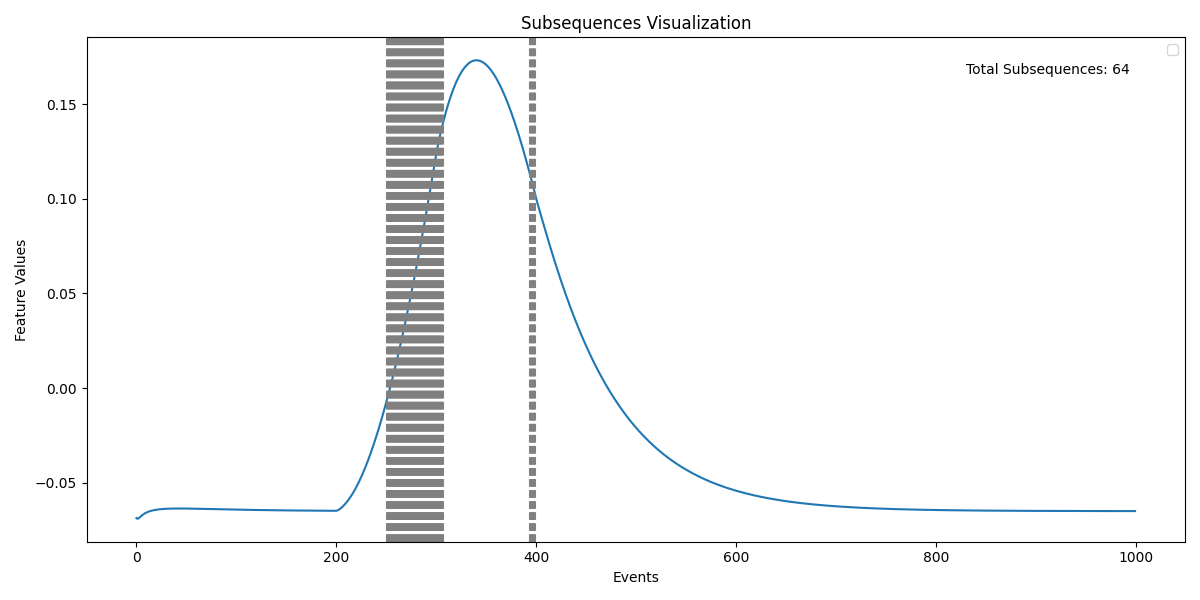 Subsequences Visualization
Total Subsequences: 64
Feature Values
0.15
0.10
0.05
0.00
−0.05
0 200 400 600 800 1000
Events